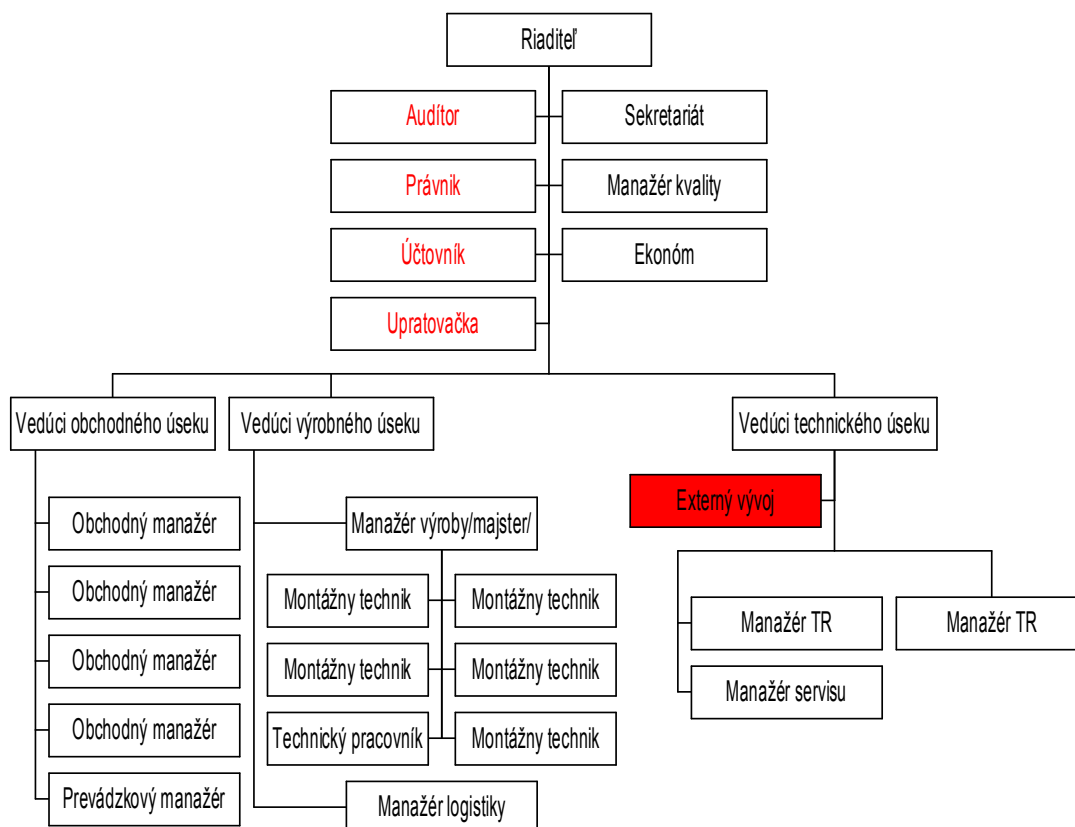 Riaditeľ
Audítor
Sekretariát
Právnik
Manažér kvality
Účtovník
Ekonóm
Upratovačka
Vedúci obchodného úseku
Vedúci výrobného úseku
Vedúci technického úseku
Externý vývoj
Obchodný manažér
Obchodný manažér
Obchodný manažér
Obchodný manažér
Prevádzkový manažér
Manažér výroby/majster/
Montážny technik
Montážny technik
Montážny technik
Montážny technik
Technický pracovník
Montážny technik
Manažér logistiky
Manažér TR
Manažér TR
Manažér servisu